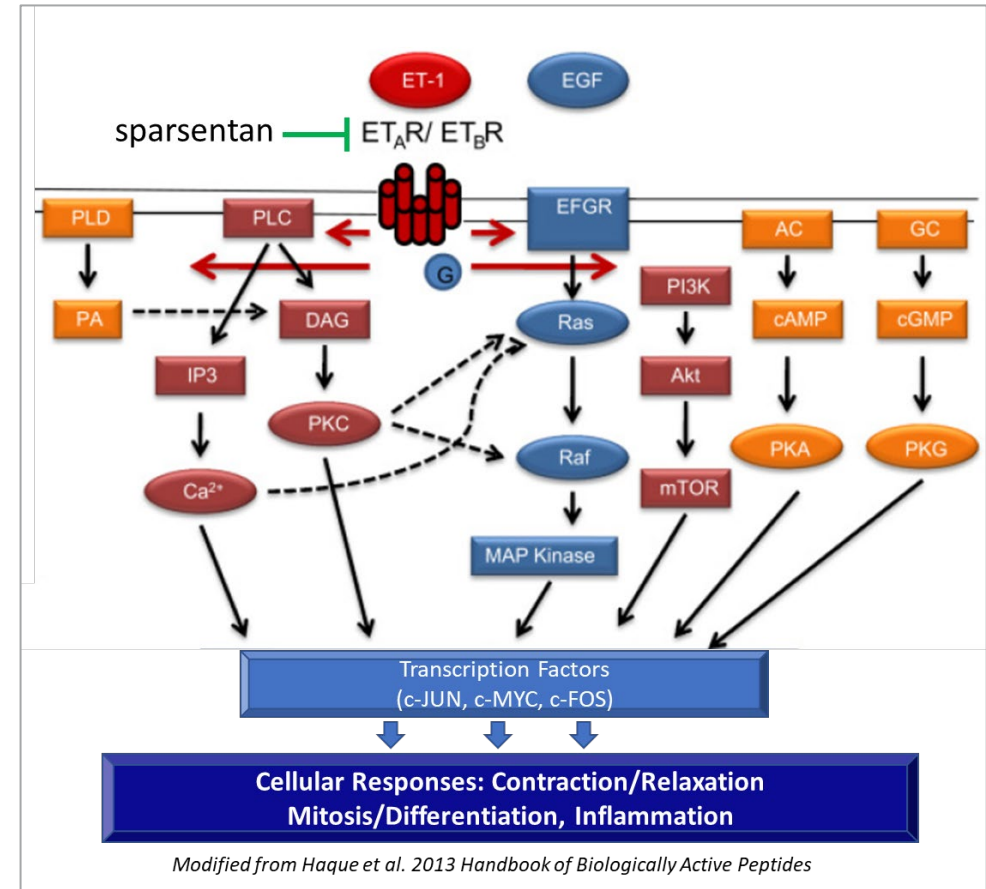 ET-1
EGF
sparsentan
ETAR/ ETBR
PLD
PLC
EFGR
AC
GC
G
PI3K
PA
DAG
Ras
cAMP
cGMP
IP3
Akt
PKC
PKA
PKG
Raf
Ca²⁺
mTOR
MAP Kinase
Transcription Factors
(c-JUN, c-MYC, c-FOS)
Cellular Responses: Contraction/Relaxation
Mitosis/Differentiation, Inflammation
Modified from Haque et al. 2013 Handbook of Biologically Active Peptides